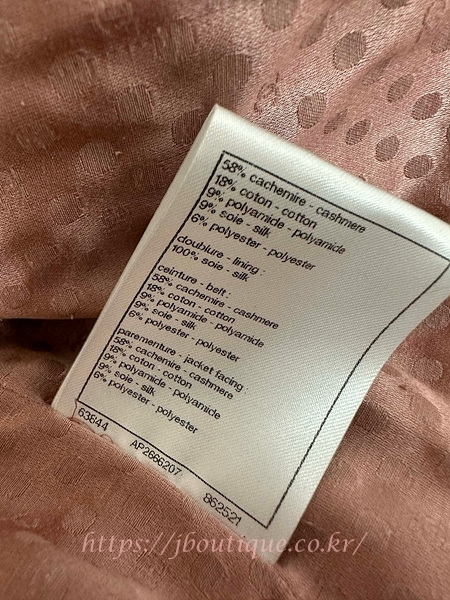 58% cachemire - cashmere
18% coton - cotton
9% polyamide - polyamide
9% soie - silk
6% polyester - polyester
doublure - lining :
100% soie - silk
ceinture - belt :
58% cachemire - cashmere
18% coton - cotton
9% polyamide - polyamide
9% soie - silk
6% polyester - polyester
parementure - jacket facing :
58% cachemire - cashmere
18% coton - cotton
9% polyamide - polyamide
9% soie - silk
6% polyester - polyester
63844 AP2666207 862521
https://jboutique.co.kr/